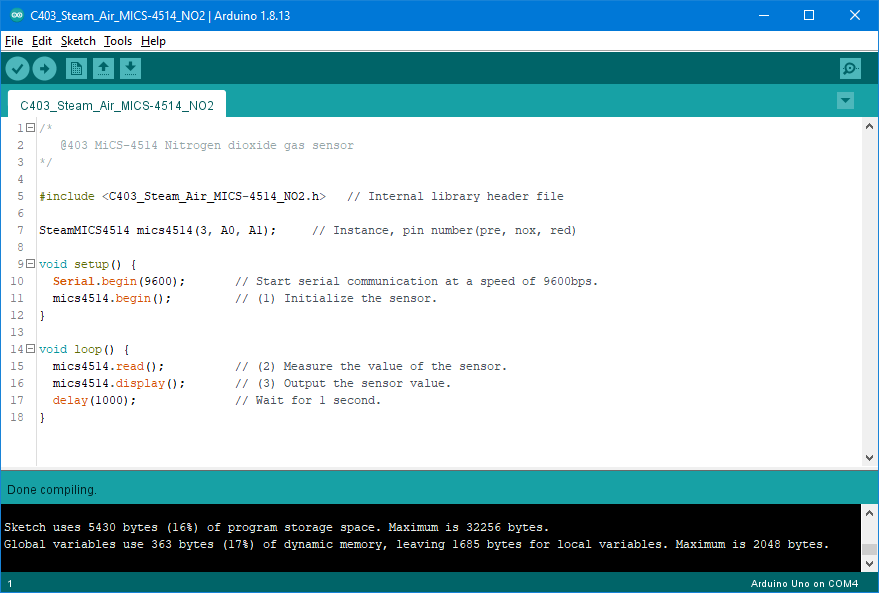 C403_Steam_Air_MICS-4514_NO2 | Arduino 1.8.13
File Edit Sketch Tools Help
C403_Steam_Air_MICS-4514_NO2
1 /*
2 @403 MiCS-4514 Nitrogen dioxide gas sensor
3 */
4
5 #include <C403_Steam_Air_MICS-4514_NO2.h> // Internal library header file
6
7 SteamMICS4514 mics4514(3, A0, A1); // Instance, pin number(pre, nox, red)
8
9 void setup() {
10 Serial.begin(9600); // Start serial communication at a speed of 9600bps.
11 mics4514.begin(); // (1) Initialize the sensor.
12 }
13
14 void loop() {
15 mics4514.read(); // (2) Measure the value of the sensor.
16 mics4514.display(); // (3) Output the sensor value.
17 delay(1000); // Wait for 1 second.
18 }
Done compiling.
Sketch uses 5430 bytes (16%) of program storage space. Maximum is 32256 bytes.
Global variables use 363 bytes (17%) of dynamic memory, leaving 1685 bytes for local variables. Maximum is 2048 bytes.
1 Arduino Uno on COM4